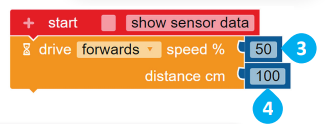 + start show sensor data
drive forwards speed % 50 3
distance cm 100
4